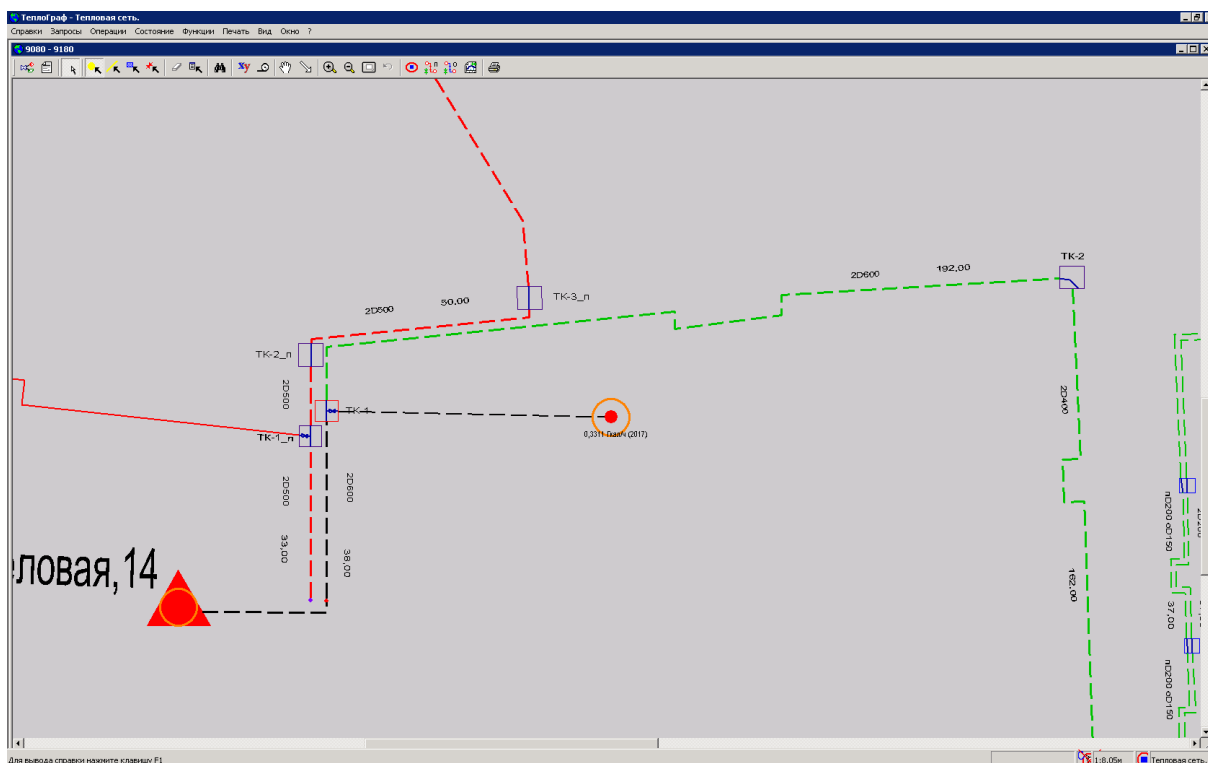 ТеплоГраф - Тепловая сеть.
Справки Запросы Операции Состояние Функции Печать Вид Окно ?
9080 - 9180
xy
ТК-2
2D600 192,00
ТК-3_п
2D500 50,00
ТК-2_п
2D500
ТК-1
2D400
0,3311 Гкал/ч (2017)
ТК-1_п
2D500
2D600
пD200 оD150
33,00
38,00
еловая,14
162,00
37,00
пD200 оD150
Для вывода справки нажмите клавишу F1
1:8.05м
Тепловая сеть.